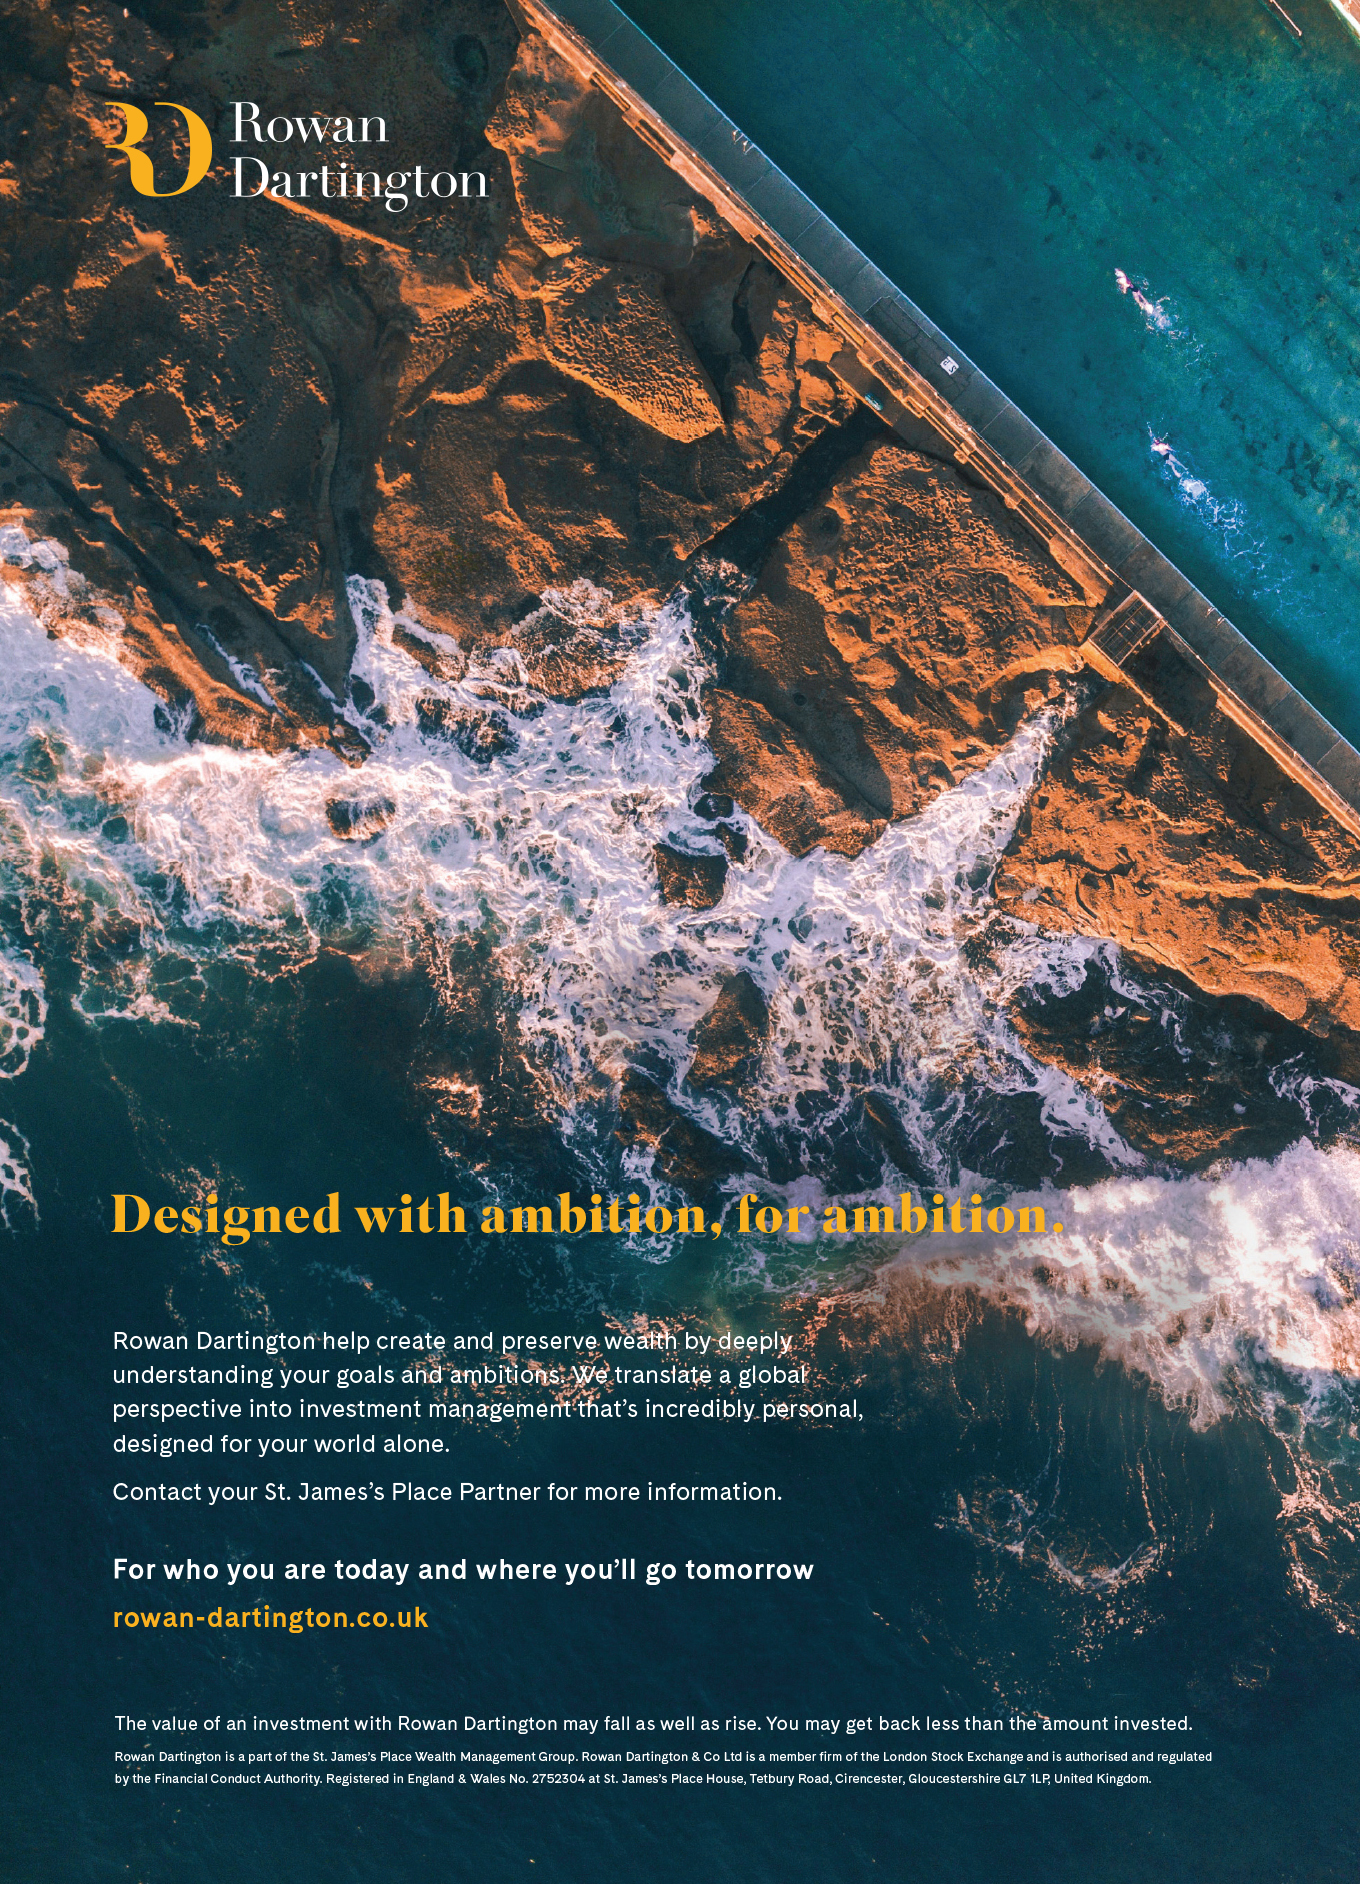 Rowan
Dartington
Designed with ambition, for ambition.
Rowan Dartington help create and preserve wealth by deeply
understanding your goals and ambitions. We translate a global
perspective into investment management that’s incredibly personal,
designed for your world alone.
Contact your St. James’s Place Partner for more information.
For who you are today and where you’ll go tomorrow
rowan-dartington.co.uk
The value of an investment with Rowan Dartington may fall as well as rise. You may get back less than the amount invested.
Rowan Dartington is a part of the St. James’s Place Wealth Management Group. Rowan Dartington & Co Ltd is a member firm of the London Stock Exchange and is authorised and regulated
by the Financial Conduct Authority. Registered in England & Wales No. 2752304 at St. James’s Place House, Tetbury Road, Cirencester, Gloucestershire GL7 1LP, United Kingdom.